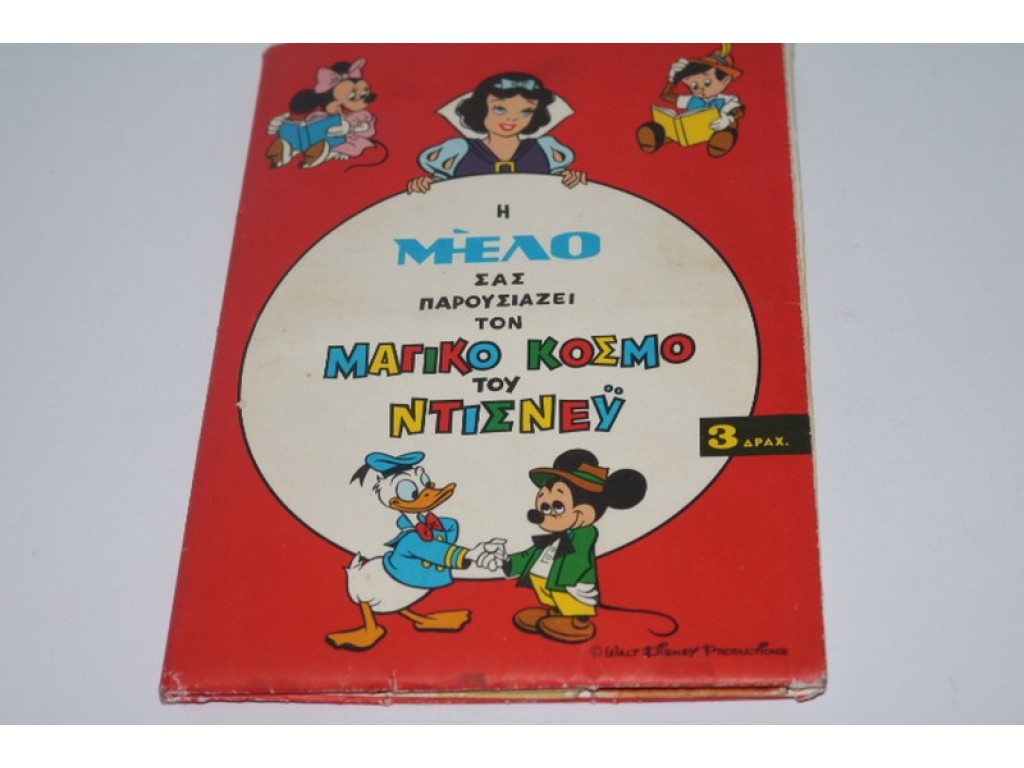 Η
ΜΈΛΟ
ΣΑΣ
ΠΑΡΟΥΣΙΑΖΕΙ
ΤΟΝ
ΜΑΓΙΚΟ ΚΟΣΜΟ
ΤΟΥ
ΝΤΙΣΝΕΫ
3 ΔΡΑΧ.
© WALT DISNEY PRODUCTIONS